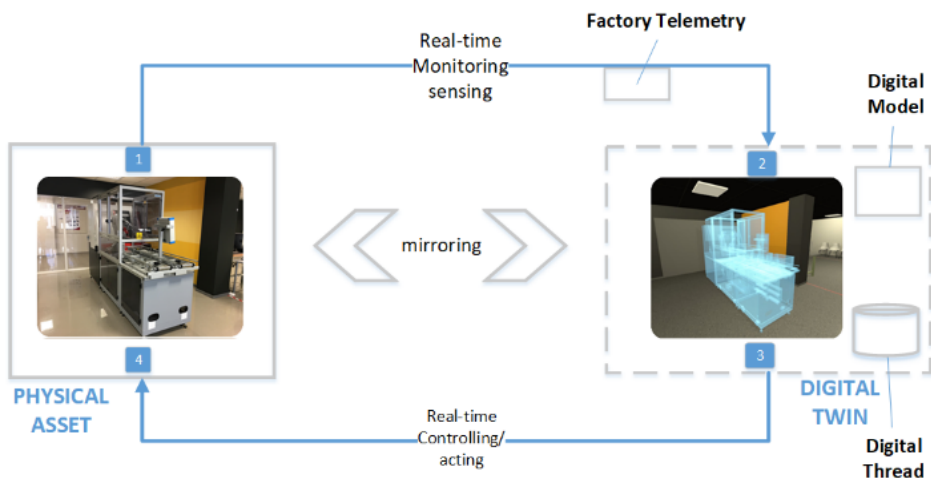 Factory Telemetry
Real-time
Monitoring
sensing
Digital
Model
1
2
mirroring
4
3
PHYSICAL
ASSET
DIGITAL
TWIN
Real-time
Controlling/
acting
Digital
Thread